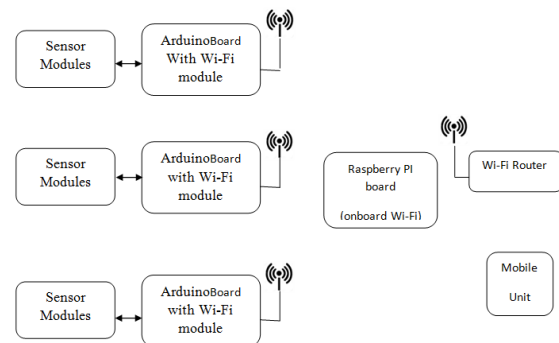 Sensor
Modules
ArduinoBoard
With Wi-Fi
module
Sensor
Modules
ArduinoBoard
with Wi-Fi
module
Raspberry PI
board
(onboard Wi-Fi)
Wi-Fi Router
Sensor
Modules
ArduinoBoard
with Wi-Fi
module
Mobile
Unit